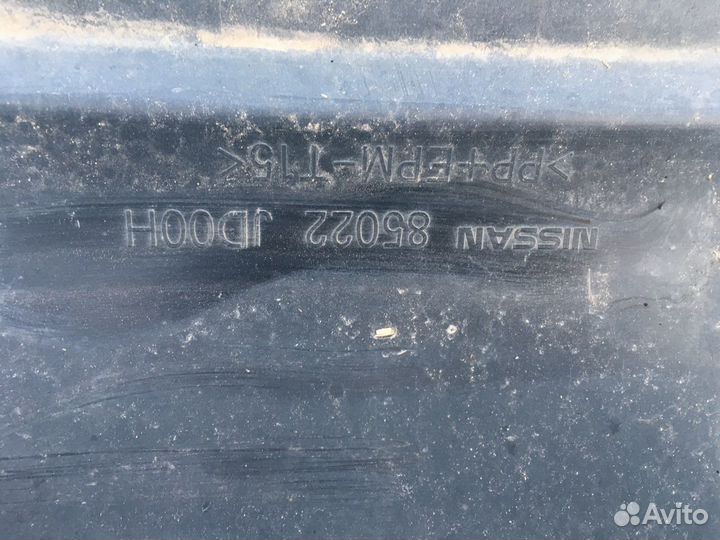 NISSAN 85022 JD00H
>PP+EPM-T15<
Avito